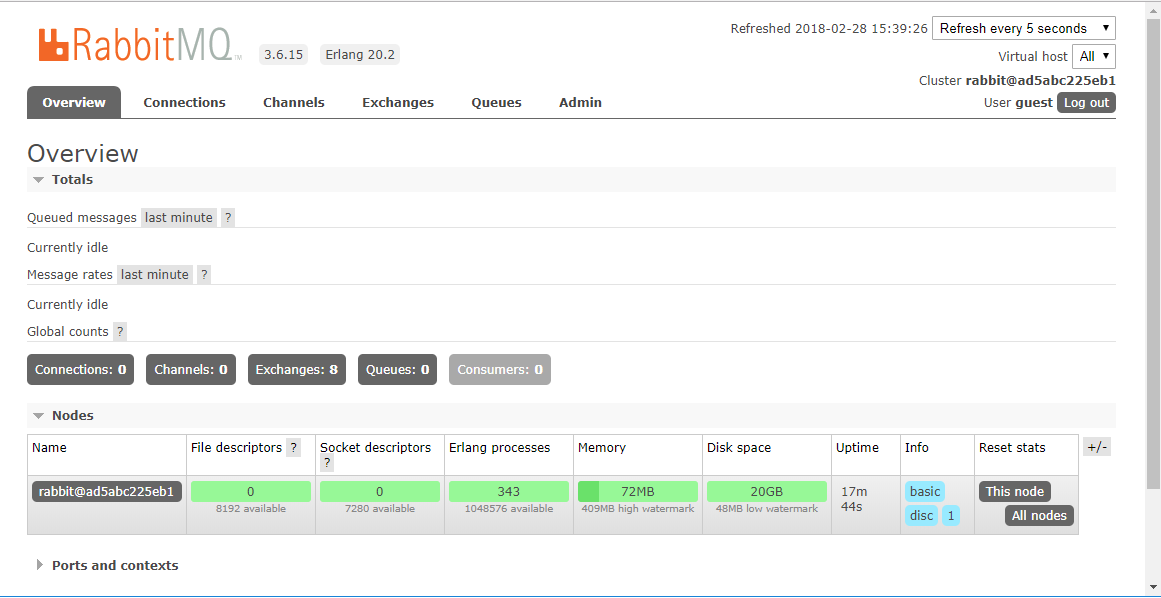 RabbitMQ TM 3.6.15 Erlang 20.2
Refreshed 2018-02-28 15:39:26 Refresh every 5 seconds
Virtual host All
Cluster rabbit@ad5abc225eb1
User guest Log out
Overview Connections Channels Exchanges Queues Admin
Overview
Totals
Queued messages last minute ?
Currently idle
Message rates last minute ?
Currently idle
Global counts ?
Connections: 0 Channels: 0 Exchanges: 8 Queues: 0 Consumers: 0
Nodes
Name File descriptors ? Socket descriptors ? Erlang processes Memory Disk space Uptime Info Reset stats +/-
rabbit@ad5abc225eb1 0 0 343 72MB 20GB 17m basic This node
8192 available 7280 available 1048576 available 409MB high watermark 48MB low watermark 44s disc 1 All nodes
Ports and contexts